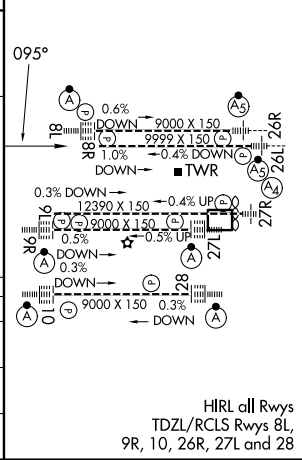 095°
A
P
0.6%
DOWN
9000 X 150
P
A5
26R
8L
8R
9999 X 150
P
26L
1.0%
0.4% DOWN
A5
DOWN
TWR
A4
0.3% DOWN
0.4% UP
P
27R
12390 X 150
9L
P
9000 X 150
P
9R
0.5%
0.5% UP
27L
A
DOWN
A
0.3%
DOWN
28
P
9000 X 150
0.3%
A
10
DOWN
A
HIRL all Rwys
TDZL/RCLS Rwys 8L,
9R, 10, 26R, 27L and 28